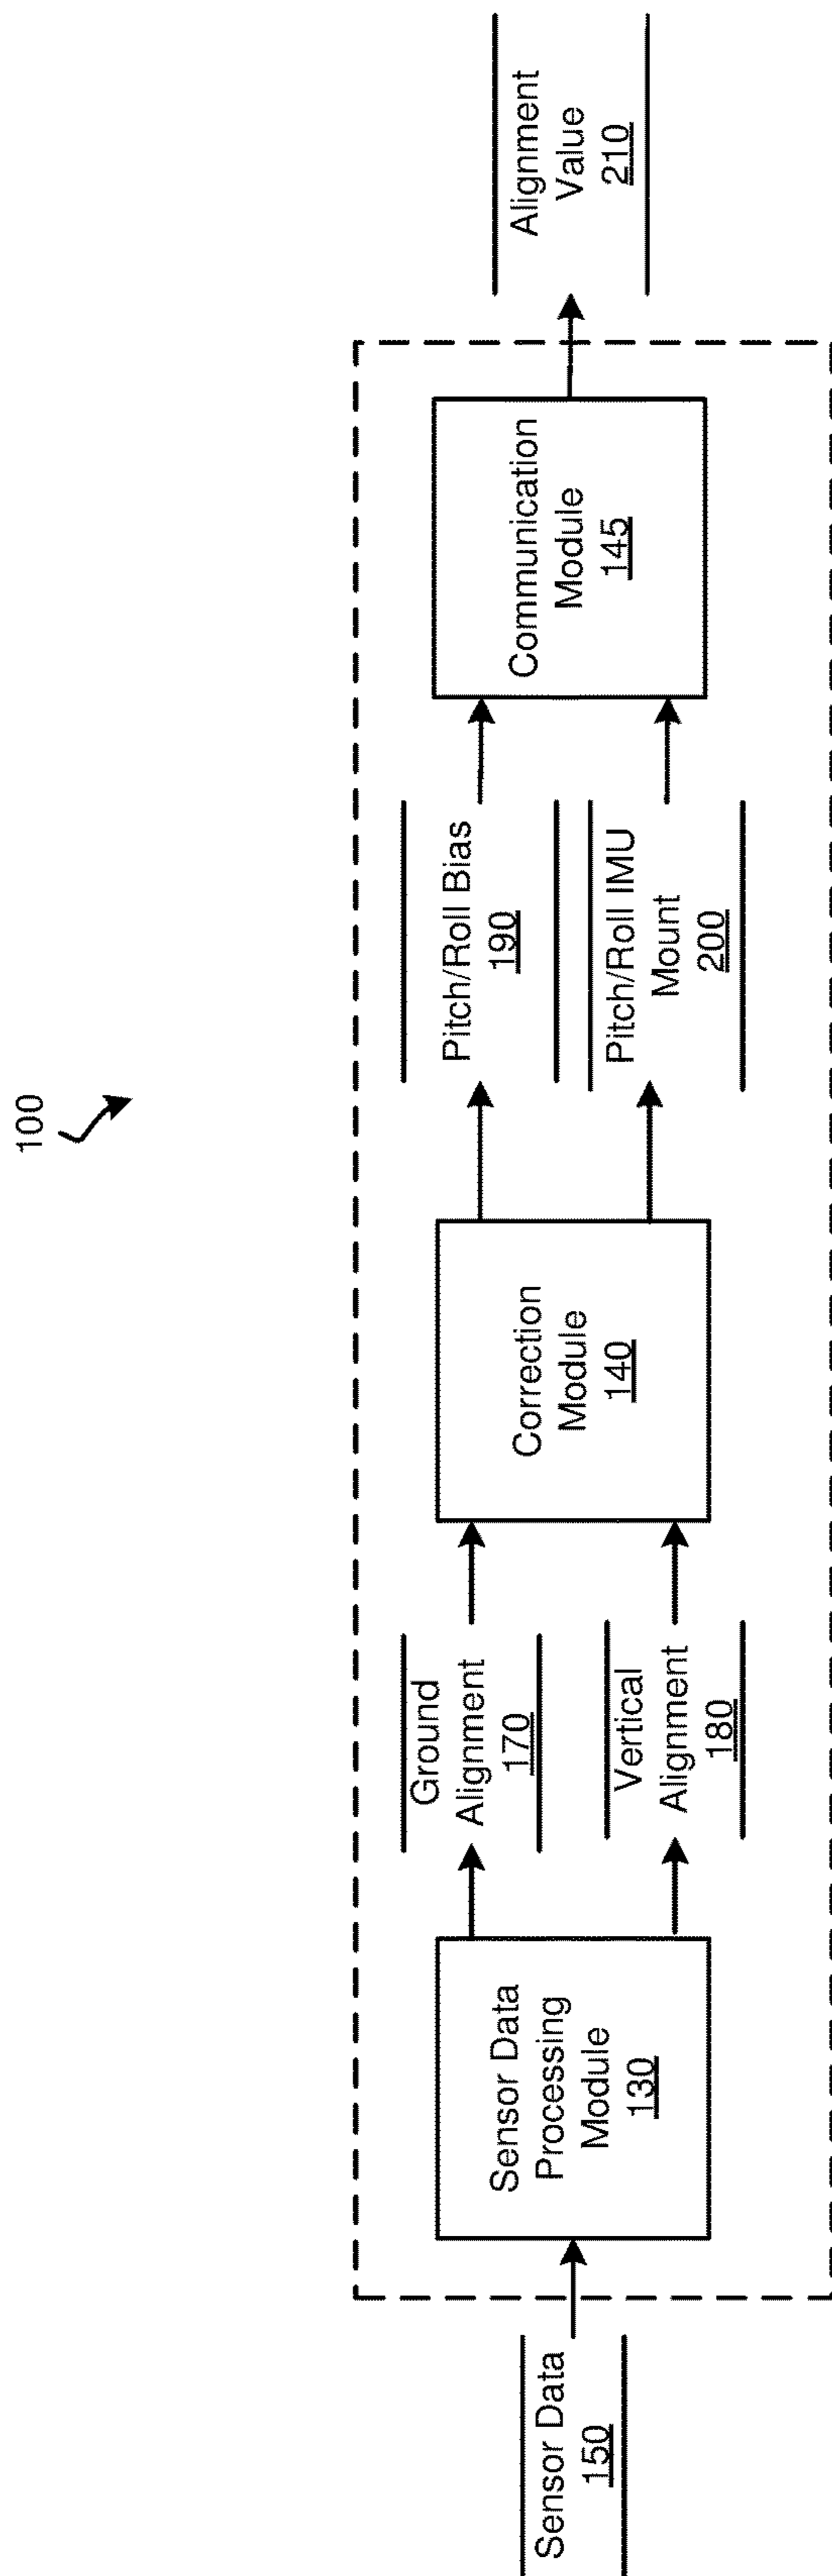 100
Sensor Data
150
Sensor Data
Processing
Module
130
Ground
Alignment
170
Vertical
Alignment
180
Correction
Module
140
Pitch/Roll Bias
190
Pitch/Roll IMU
Mount
200
Communication
Module
145
Alignment
Value
210